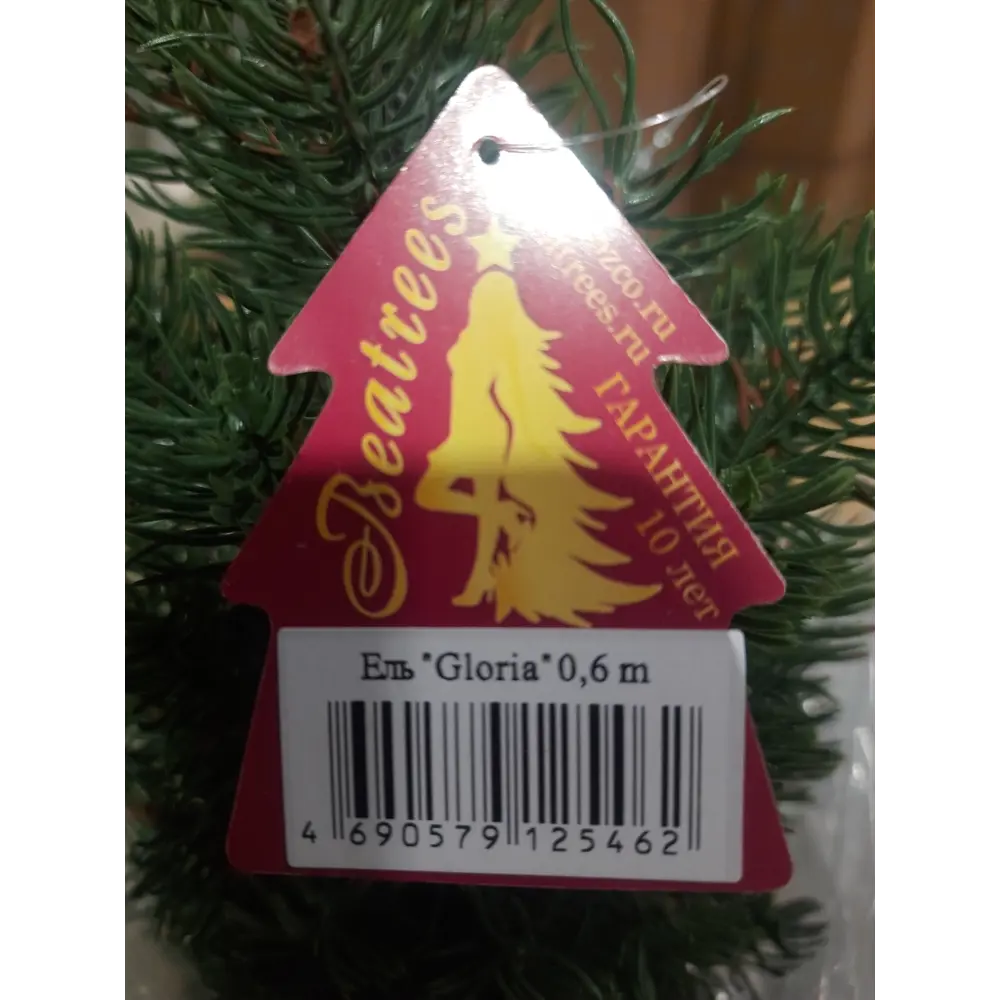 Beatrees
zco.ru
trees.ru
ГАРАНТИЯ
10 лет
Ель "Gloria" 0,6 m
4 690579 125462